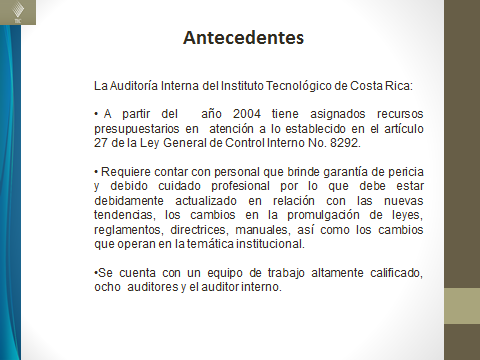 Antecedentes
La Auditoría Interna del Instituto Tecnológico de Costa Rica:
• A partir del año 2004 tiene asignados recursos
presupuestarios en atención a lo establecido en el artículo
27 de la Ley General de Control Interno No. 8292.
• Requiere contar con personal que brinde garantía de pericia
y debido cuidado profesional por lo que debe estar
debidamente actualizado en relación con las nuevas
tendencias, los cambios en la promulgación de leyes,
reglamentos, directrices, manuales, así como los cambios
que operan en la temática institucional.
•Se cuenta con un equipo de trabajo altamente calificado,
ocho auditores y el auditor interno.